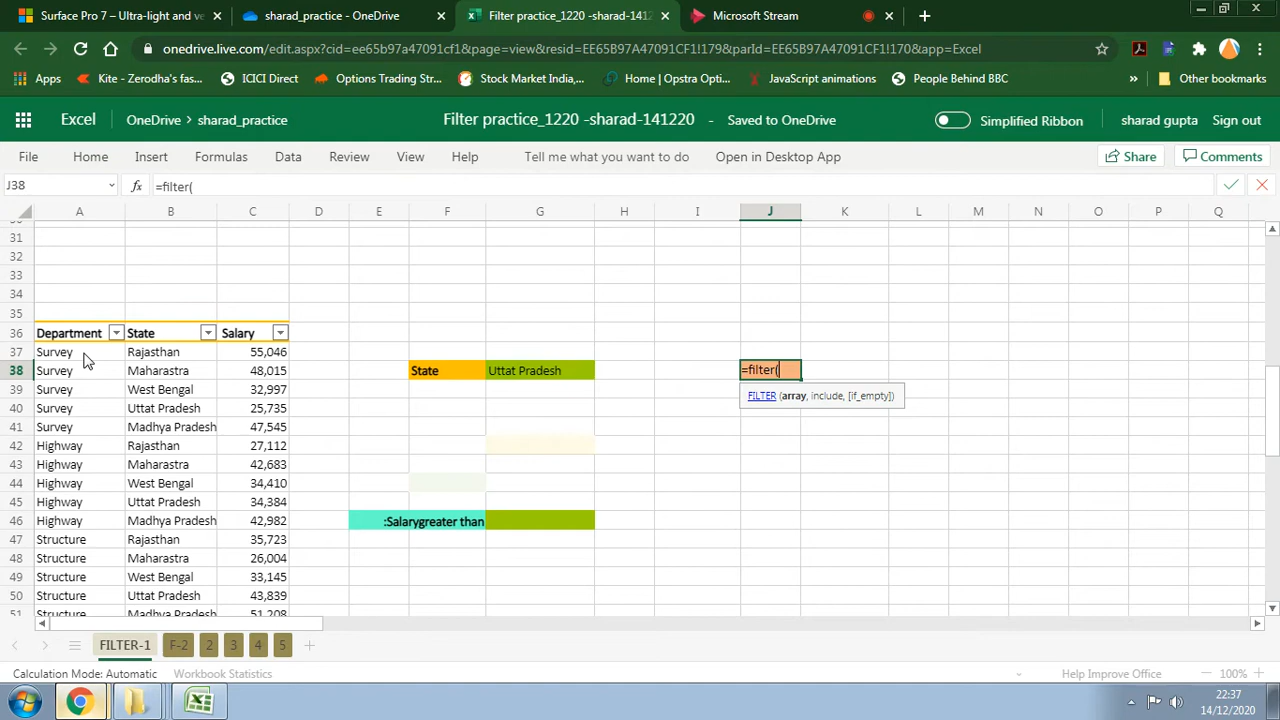 Surface Pro 7 – Ultra-light and ve
sharad_practice - OneDrive
Filter practice_1220 -sharad-1412
Microsoft Stream
onedrive.live.com/edit.aspx?cid=ee65b97a47091cf1&page=view&resid=EE65B97A47091CF1!179&parId=EE65B97A47091CF1!170&app=Excel
Apps
Kite - Zerodha's fast...
ICICI Direct
Options Trading Str...
Stock Market India,...
Home | Opstra Opti...
JavaScript animations
People Behind BBC
»
Other bookmarks
Excel
OneDrive > sharad_practice
Filter practice_1220 -sharad-141220 - Saved to OneDrive
Simplified Ribbon
sharad gupta
Sign out
File Home Insert Formulas Data Review View Help Tell me what you want to do Open in Desktop App Share Comments
J38 fx =filter(
A B C D E F G H I J K L M N O P Q
31
32
33
34
35
36 Department State Salary
37 Survey Rajasthan 55,046
38 Survey Maharastra 48,015 State Uttat Pradesh =filter(
39 Survey West Bengal 32,997 FILTER (array, include, [if_empty])
40 Survey Uttat Pradesh 25,735
41 Survey Madhya Pradesh 47,545
42 Highway Rajasthan 27,112
43 Highway Maharastra 42,683
44 Highway West Bengal 34,410
45 Highway Uttat Pradesh 34,384
46 Highway Madhya Pradesh 42,982 :Salarygreater than
47 Structure Rajasthan 35,723
48 Structure Maharastra 26,004
49 Structure West Bengal 33,145
50 Structure Uttat Pradesh 43,839
51 Structure Madhya Pradesh 51,208
FILTER-1 F-2 2 3 4 5
Calculation Mode: Automatic Workbook Statistics Help Improve Office 100%
22:37
14/12/2020